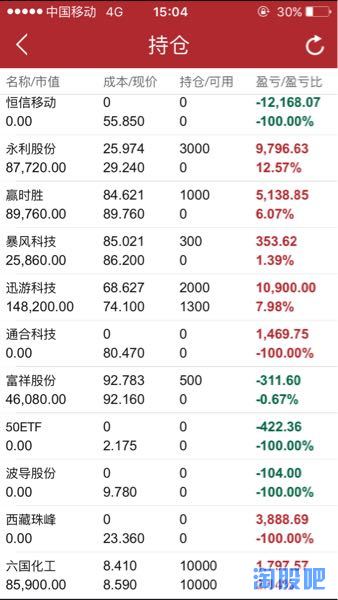 中国移动 4G 15:04 30%
持仓
名称/市值 成本/现价 持仓/可用 盈亏/盈亏比
恒信移动 0 0 -12,168.07
0.00 55.850 0 -100.00%
永利股份 25.974 3000 9,796.63
87,720.00 29.240 0 12.57%
赢时胜 84.621 1000 5,138.85
89,760.00 89.760 0 6.07%
暴风科技 85.021 300 353.62
25,860.00 86.200 0 1.39%
迅游科技 68.627 2000 10,900.00
148,200.00 74.100 1300 7.98%
通合科技 0 0 1,469.75
0.00 80.470 0 -100.00%
富祥股份 92.783 500 -311.60
46,080.00 92.160 0 -0.67%
50ETF 0 0 -422.36
0.00 2.175 0 -100.00%
波导股份 0 0 -104.00
0.00 9.780 0 -100.00%
西藏珠峰 0 0 3,888.69
0.00 23.360 0 -100.00%
六国化工 8.410 10000 1,797.57
85,900.00 8.590 10000
淘股吧